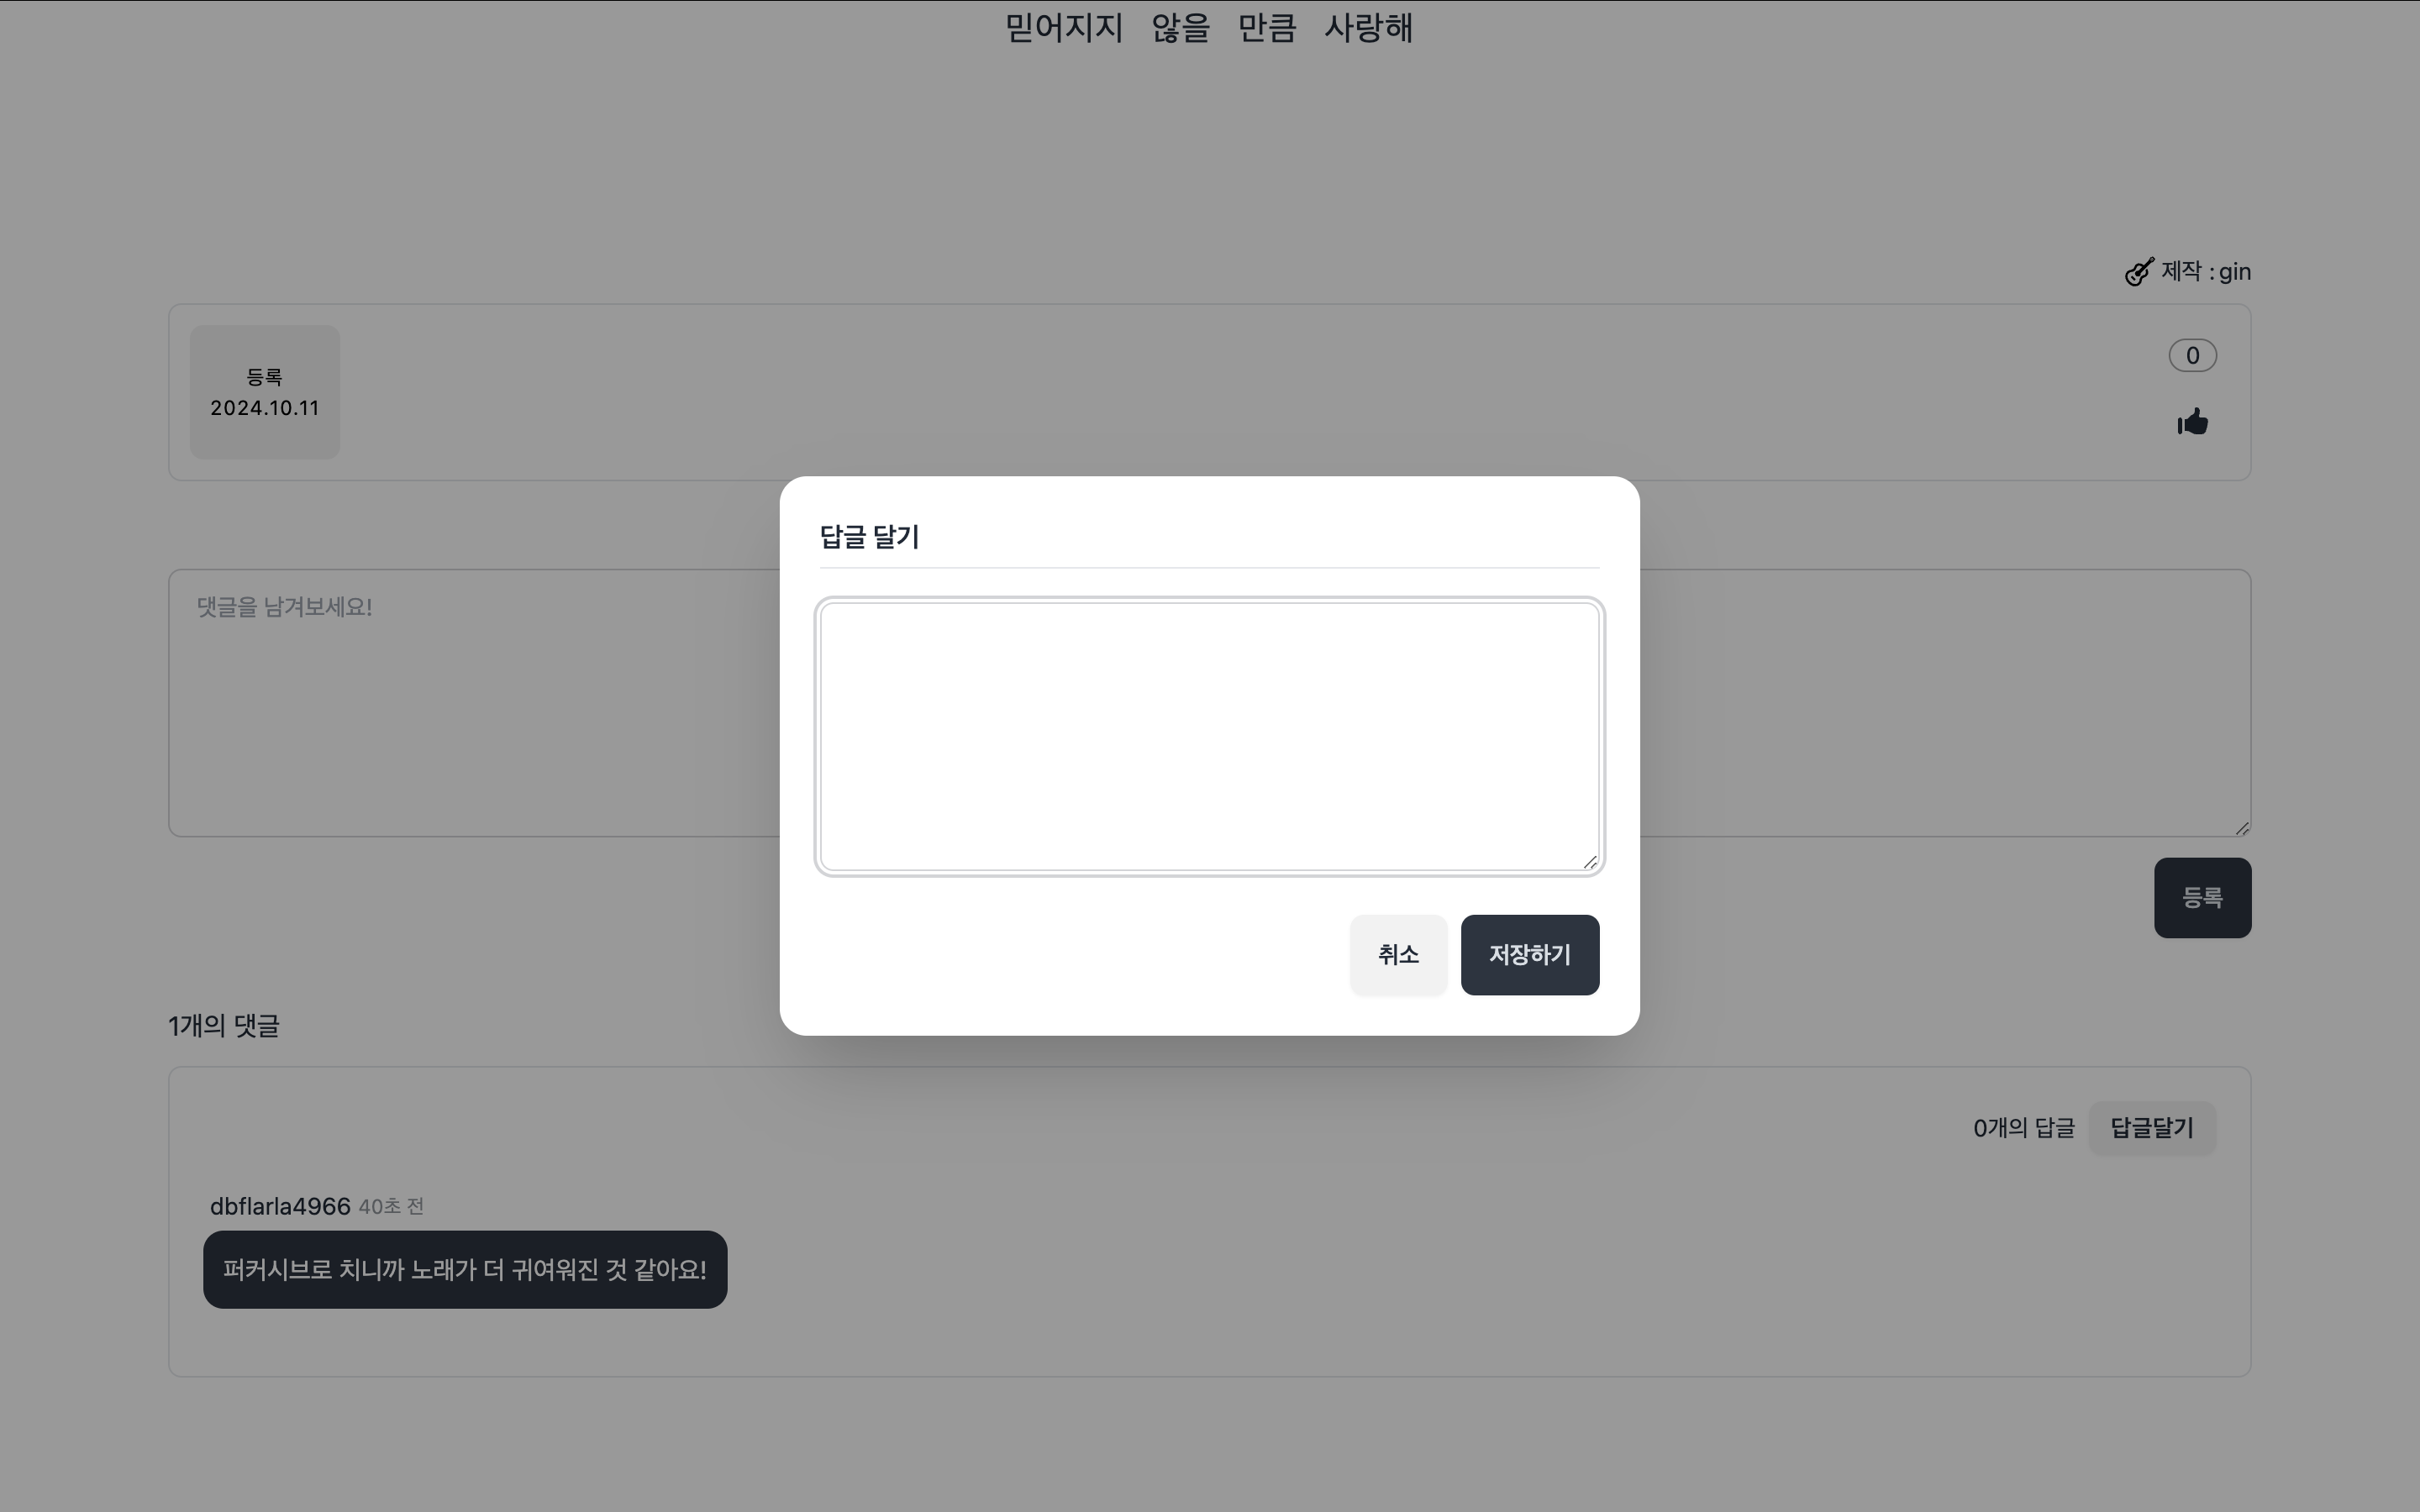 믿어지지 않을 만큼 사랑해
제작 : gin
등록
2024.10.11
0
답글 달기
댓글을 남겨보세요!
취소
저장하기
등록
1개의 댓글
0개의 답글
답글달기
dbflarla4966 40초 전
퍼커시브로 치니까 노래가 더 귀여워진 것 같아요!